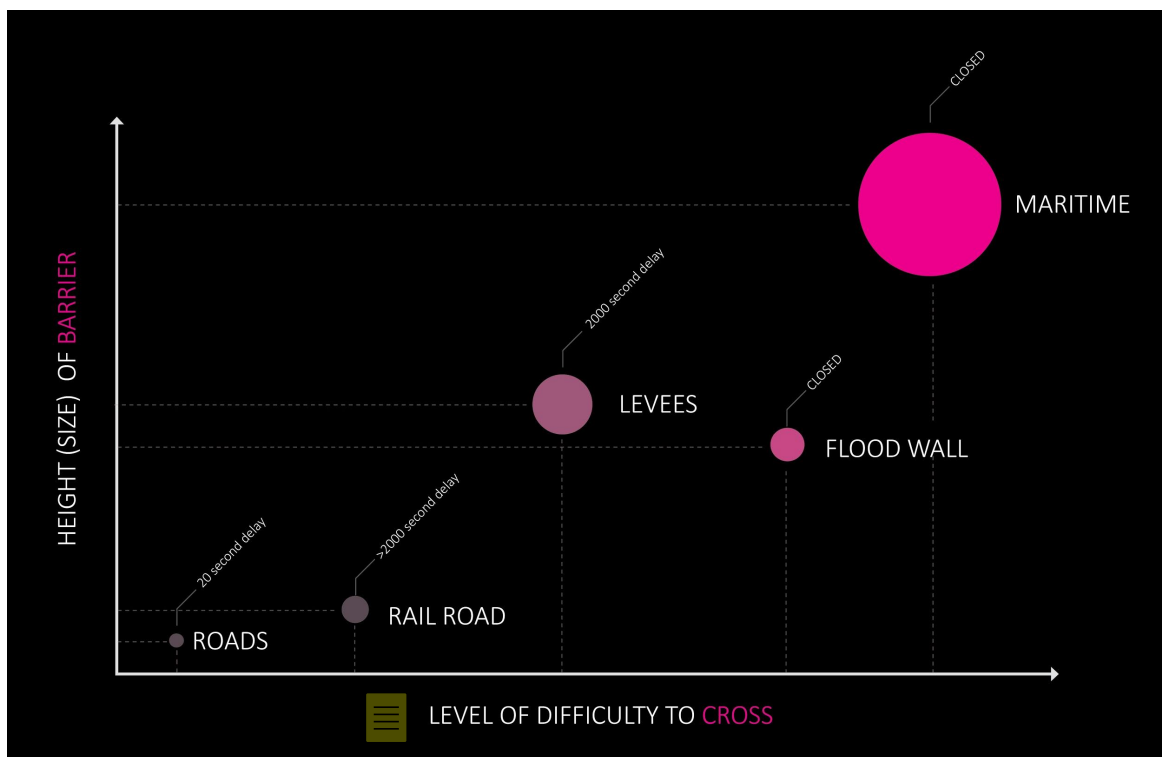 CLOSED
MARITIME
HEIGHT (SIZE) OF BARRIER
2000 second delay
LEVEES
CLOSED
FLOOD WALL
>2000 second delay
RAIL ROAD
20 second delay
ROADS
LEVEL OF DIFFICULTY TO CROSS